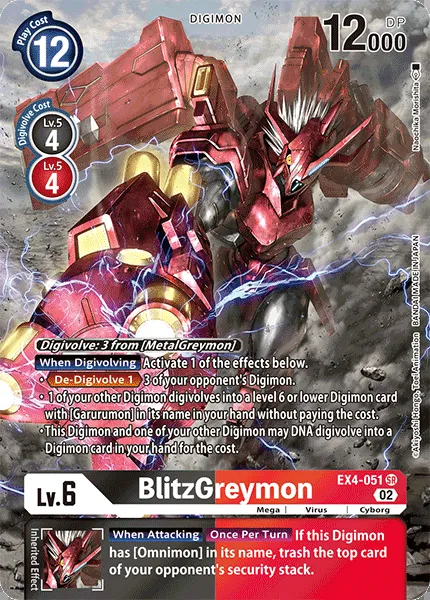 Play Cost
12
DIGIMON
12000
DP
Digivolve Cost
Lv.5
4
Lv.5
4
Naochika Morishita
©Akiyoshi Hongo, Toei Animation BANDAI MADE IN JAPAN
Digivolve: 3 from [MetalGreymon]
When Digivolving Activate 1 of the effects below.
• De-Digivolve 1 3 of your opponent's Digimon.
• 1 of your other Digimon digivolves into a level 6 or lower Digimon card
with [Garurumon] in its name in your hand without paying the cost.
• This Digimon and one of your other Digimon may DNA digivolve into a
Digimon card in your hand for the cost.
EX4-051 SR
Lv.6
BlitzGreymon
02
Mega | Virus | Cyborg
Inherited Effect
When Attacking Once Per Turn If this Digimon
has [Omnimon] in its name, trash the top card
of your opponent's security stack.